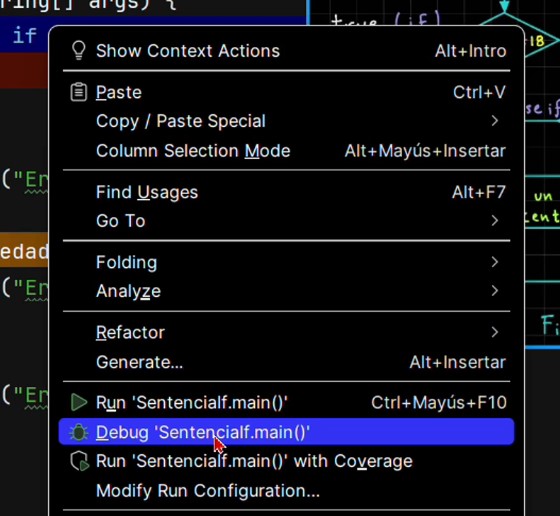 ring[] args) {
if
true (if)
18
Show Context Actions Alt+Intro
Paste Ctrl+V
Copy / Paste Special
se if
Column Selection Mode Alt+Mayús+Insertar
("En
Find Usages Alt+F7
un
Go To
cent
edad
Folding
("En
Analyze
Fi
Refactor
Generate... Alt+Insertar
("En
Run 'SentenciaIf.main()' Ctrl+Mayús+F10
Debug 'SentenciaIf.main()'
Run 'SentenciaIf.main()' with Coverage
Modify Run Configuration...